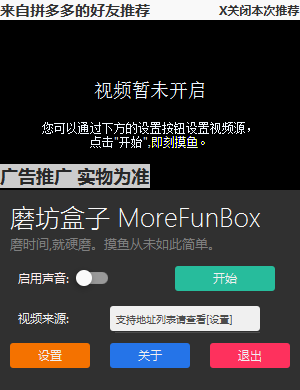 来自拼多多的好友推荐 X关闭本次推荐
视频暂未开启
您可以通过下方的设置按钮设置视频源,
点击"开始",即刻摸鱼。
广告推广 实物为准
磨坊盒子 MoreFunBox
磨时间,就硬磨。摸鱼从未如此简单。
启用声音: 开始
视频来源: 支持地址列表请查看[设置]
设置 关于 退出